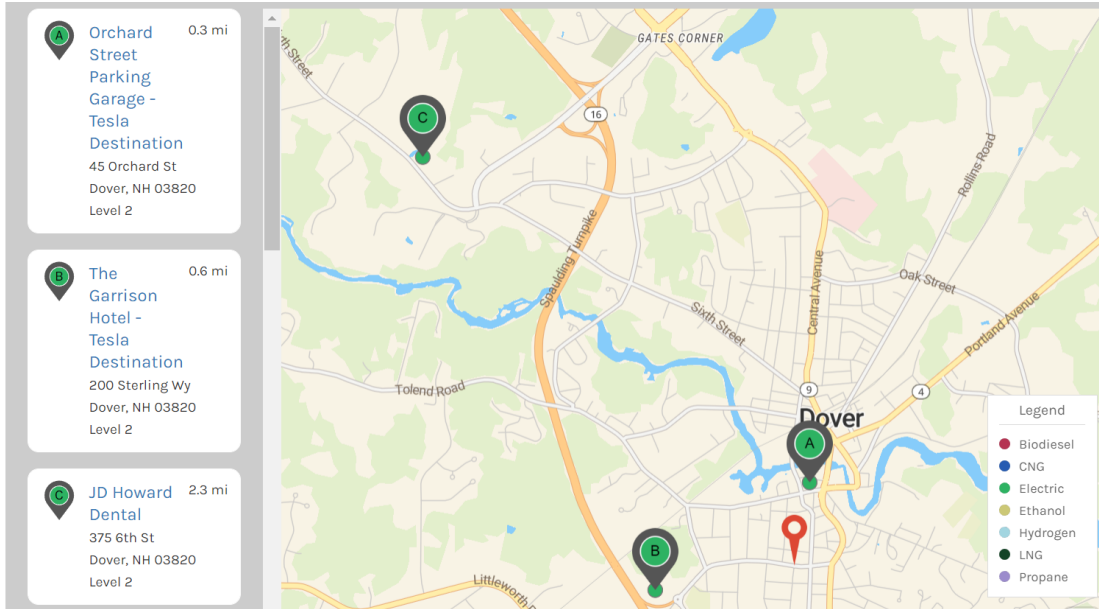 A
Orchard Street Parking Garage - Tesla Destination
0.3 mi
45 Orchard St
Dover, NH 03820
Level 2
B
The Garrison Hotel - Tesla Destination
0.6 mi
200 Sterling Wy
Dover, NH 03820
Level 2
C
JD Howard Dental
2.3 mi
375 6th St
Dover, NH 03820
Level 2
GATES CORNER
16
C
Rollins Road
Spaulding Turnpike
Oak Street
Central Avenue
Portland Avenue
Sixth Street
Tolend Road
9
4
Dover
A
B
Legend
Biodiesel
CNG
Electric
Ethanol
Hydrogen
LNG
Propane